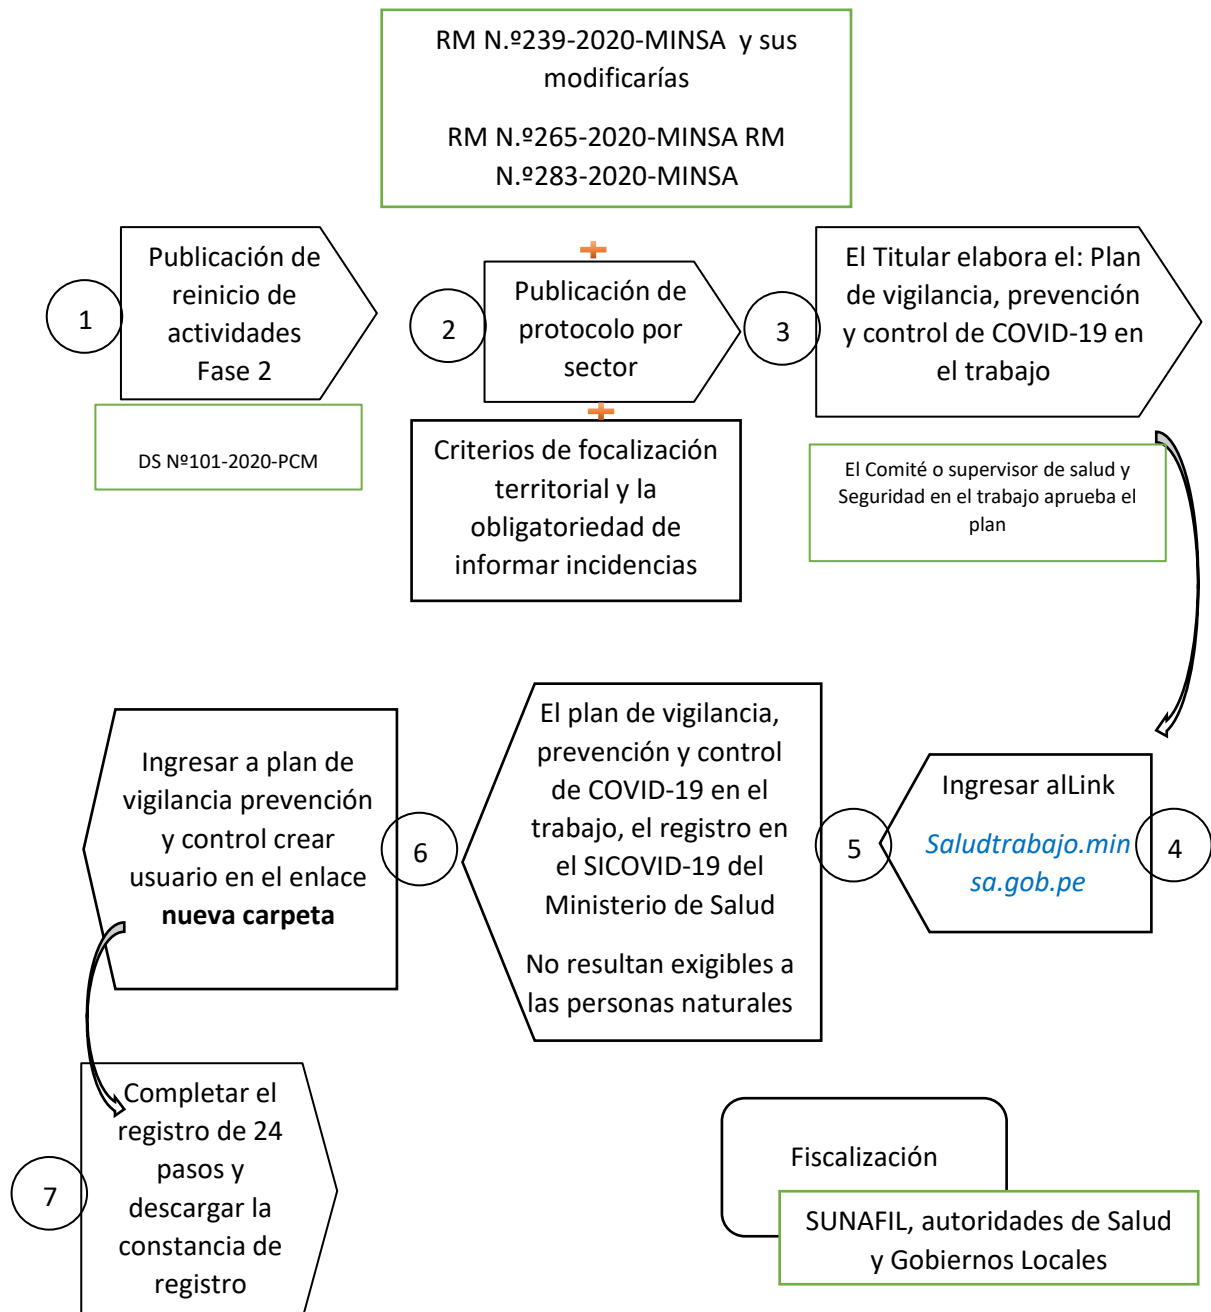 RM N.º239-2020-MINSA y sus
modificarías
RM N.º265-2020-MINSA RM
N.º283-2020-MINSA
1
Publicación de
reinicio de
actividades
Fase 2
DS Nº101-2020-PCM
2
Publicación de
protocolo por
sector
Criterios de focalización
territorial y la
obligatoriedad de
informar incidencias
3
El Titular elabora el: Plan
de vigilancia, prevención
y control de COVID-19 en
el trabajo
El Comité o supervisor de salud y
Seguridad en el trabajo aprueba el
plan
Ingresar alLink
Saludtrabajo.min
sa.gob.pe
4
El plan de vigilancia,
prevención y control
de COVID-19 en el
trabajo, el registro en
el SICOVID-19 del
Ministerio de Salud
No resultan exigibles a
las personas naturales
5
Ingresar a plan de
vigilancia prevención
y control crear
usuario en el enlace
nueva carpeta
6
7
Completar el
registro de 24
pasos y
descargar la
constancia de
registro
Fiscalización
SUNAFIL, autoridades de Salud
y Gobiernos Locales